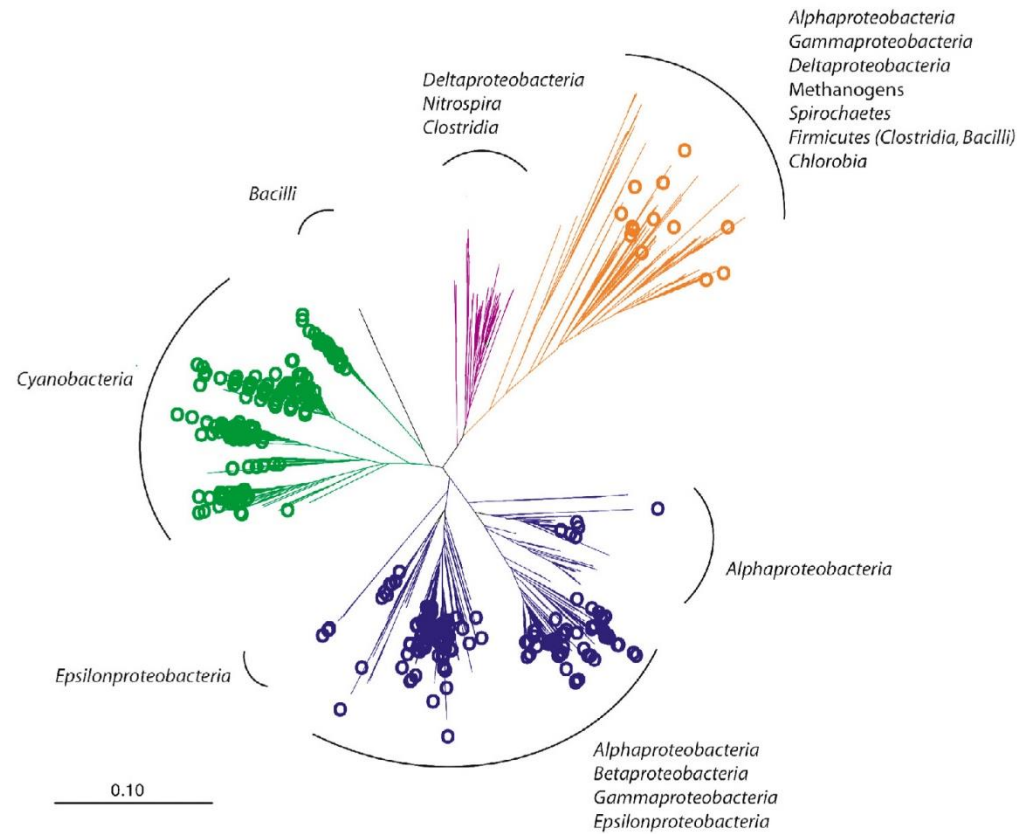 Alphaproteobacteria
Gammaproteobacteria
Deltaproteobacteria
Methanogens
Spirochaetes
Firmicutes (Clostridia, Bacilli)
Chlorobia
Deltaproteobacteria
Nitrospira
Clostridia
Bacilli
Cyanobacteria
Alphaproteobacteria
Epsilonproteobacteria
Alphaproteobacteria
Betaproteobacteria
Gammaproteobacteria
Epsilonproteobacteria
0.10